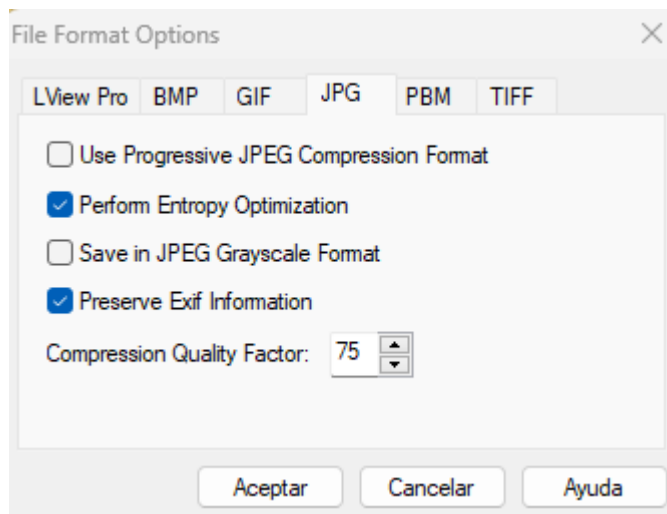 File Format Options
LView Pro BMP GIF JPG PBM TIFF
Use Progressive JPEG Compression Format
Perform Entropy Optimization
Save in JPEG Grayscale Format
Preserve Exif Information
Compression Quality Factor: 75
Aceptar Cancelar Ayuda